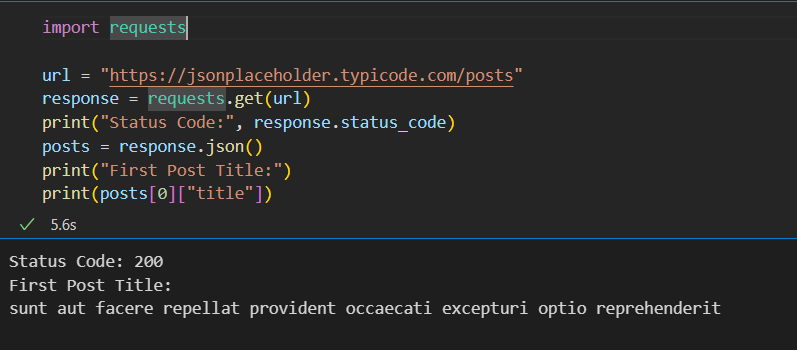 import requests
url = "https://jsonplaceholder.typicode.com/posts"
response = requests.get(url)
print("Status Code:", response.status_code)
posts = response.json()
print("First Post Title:")
print(posts[0]["title"])
5.6s
Status Code: 200
First Post Title:
sunt aut facere repellat provident occaecati excepturi optio reprehenderit